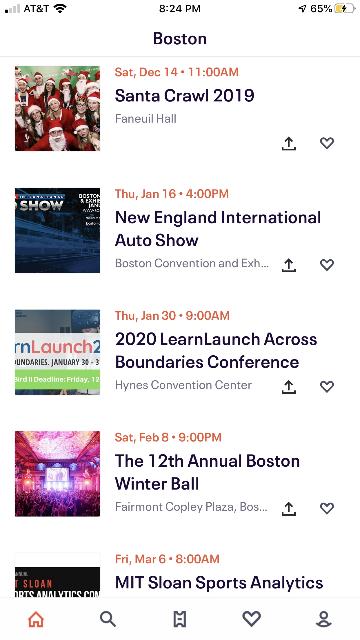 AT&T
8:24 PM
65%
Boston
Sat, Dec 14 • 11:00AM
Santa Crawl 2019
Faneuil Hall
Thu, Jan 16 • 4:00PM
SHOW
BOSTON
& EXHI
JANU
New England International
Auto Show
Boston Convention and Exh...
Thu, Jan 30 • 9:00AM
rnLaunch2
UNDARIES. JANUARY 30 - 3
Bird II Deadline: Friday, 12
2020 LearnLaunch Across
Boundaries Conference
Hynes Convention Center
Sat, Feb 8 • 9:00PM
The 12th Annual Boston
Winter Ball
Fairmont Copley Plaza, Bos...
Fri, Mar 6 • 8:00AM
T SLOAN
ORTS ANALYTICS CON
MIT Sloan Sports Analytics